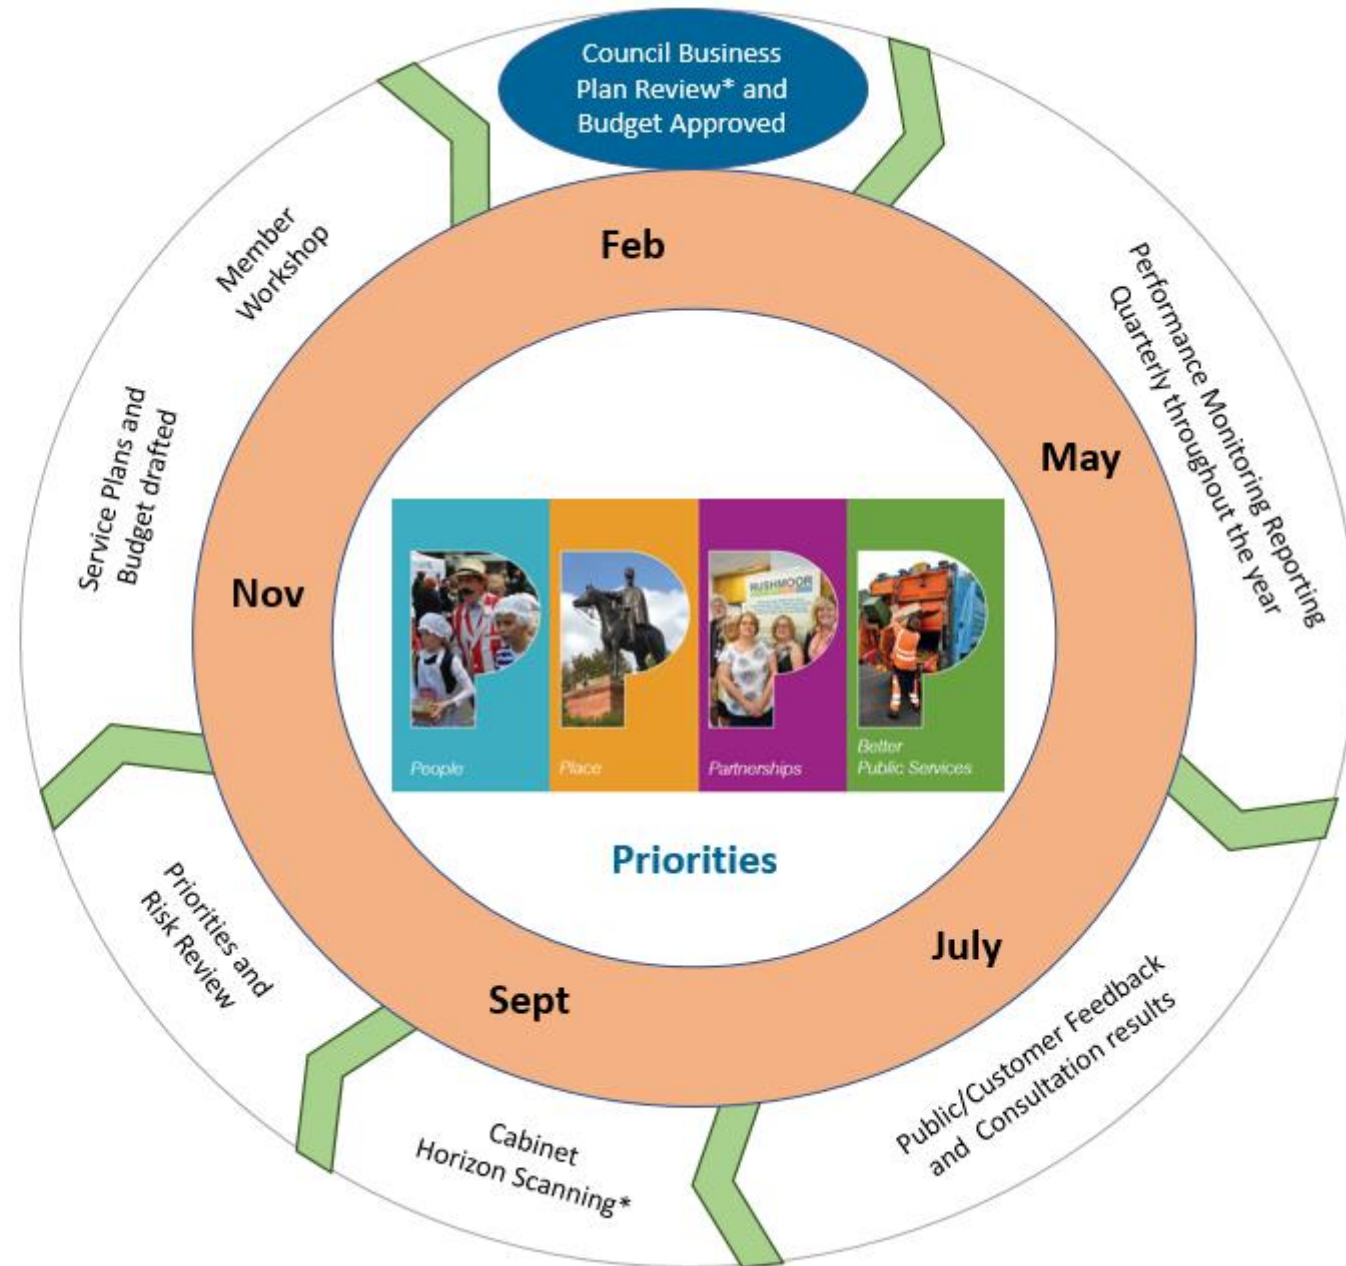 Council Business
Plan Review* and
Budget Approved
Feb
Performance Monitoring Reporting
Quarterly throughout the year
May
July
Public/Customer Feedback
and Consultation results
Sept
Cabinet
Horizon Scanning*
Priorities and
Risk Review
Nov
Service Plans and
Budget drafted
Member
Workshop
RUSHMOOR
People
Place
Partnerships
Better
Public Services
Priorities